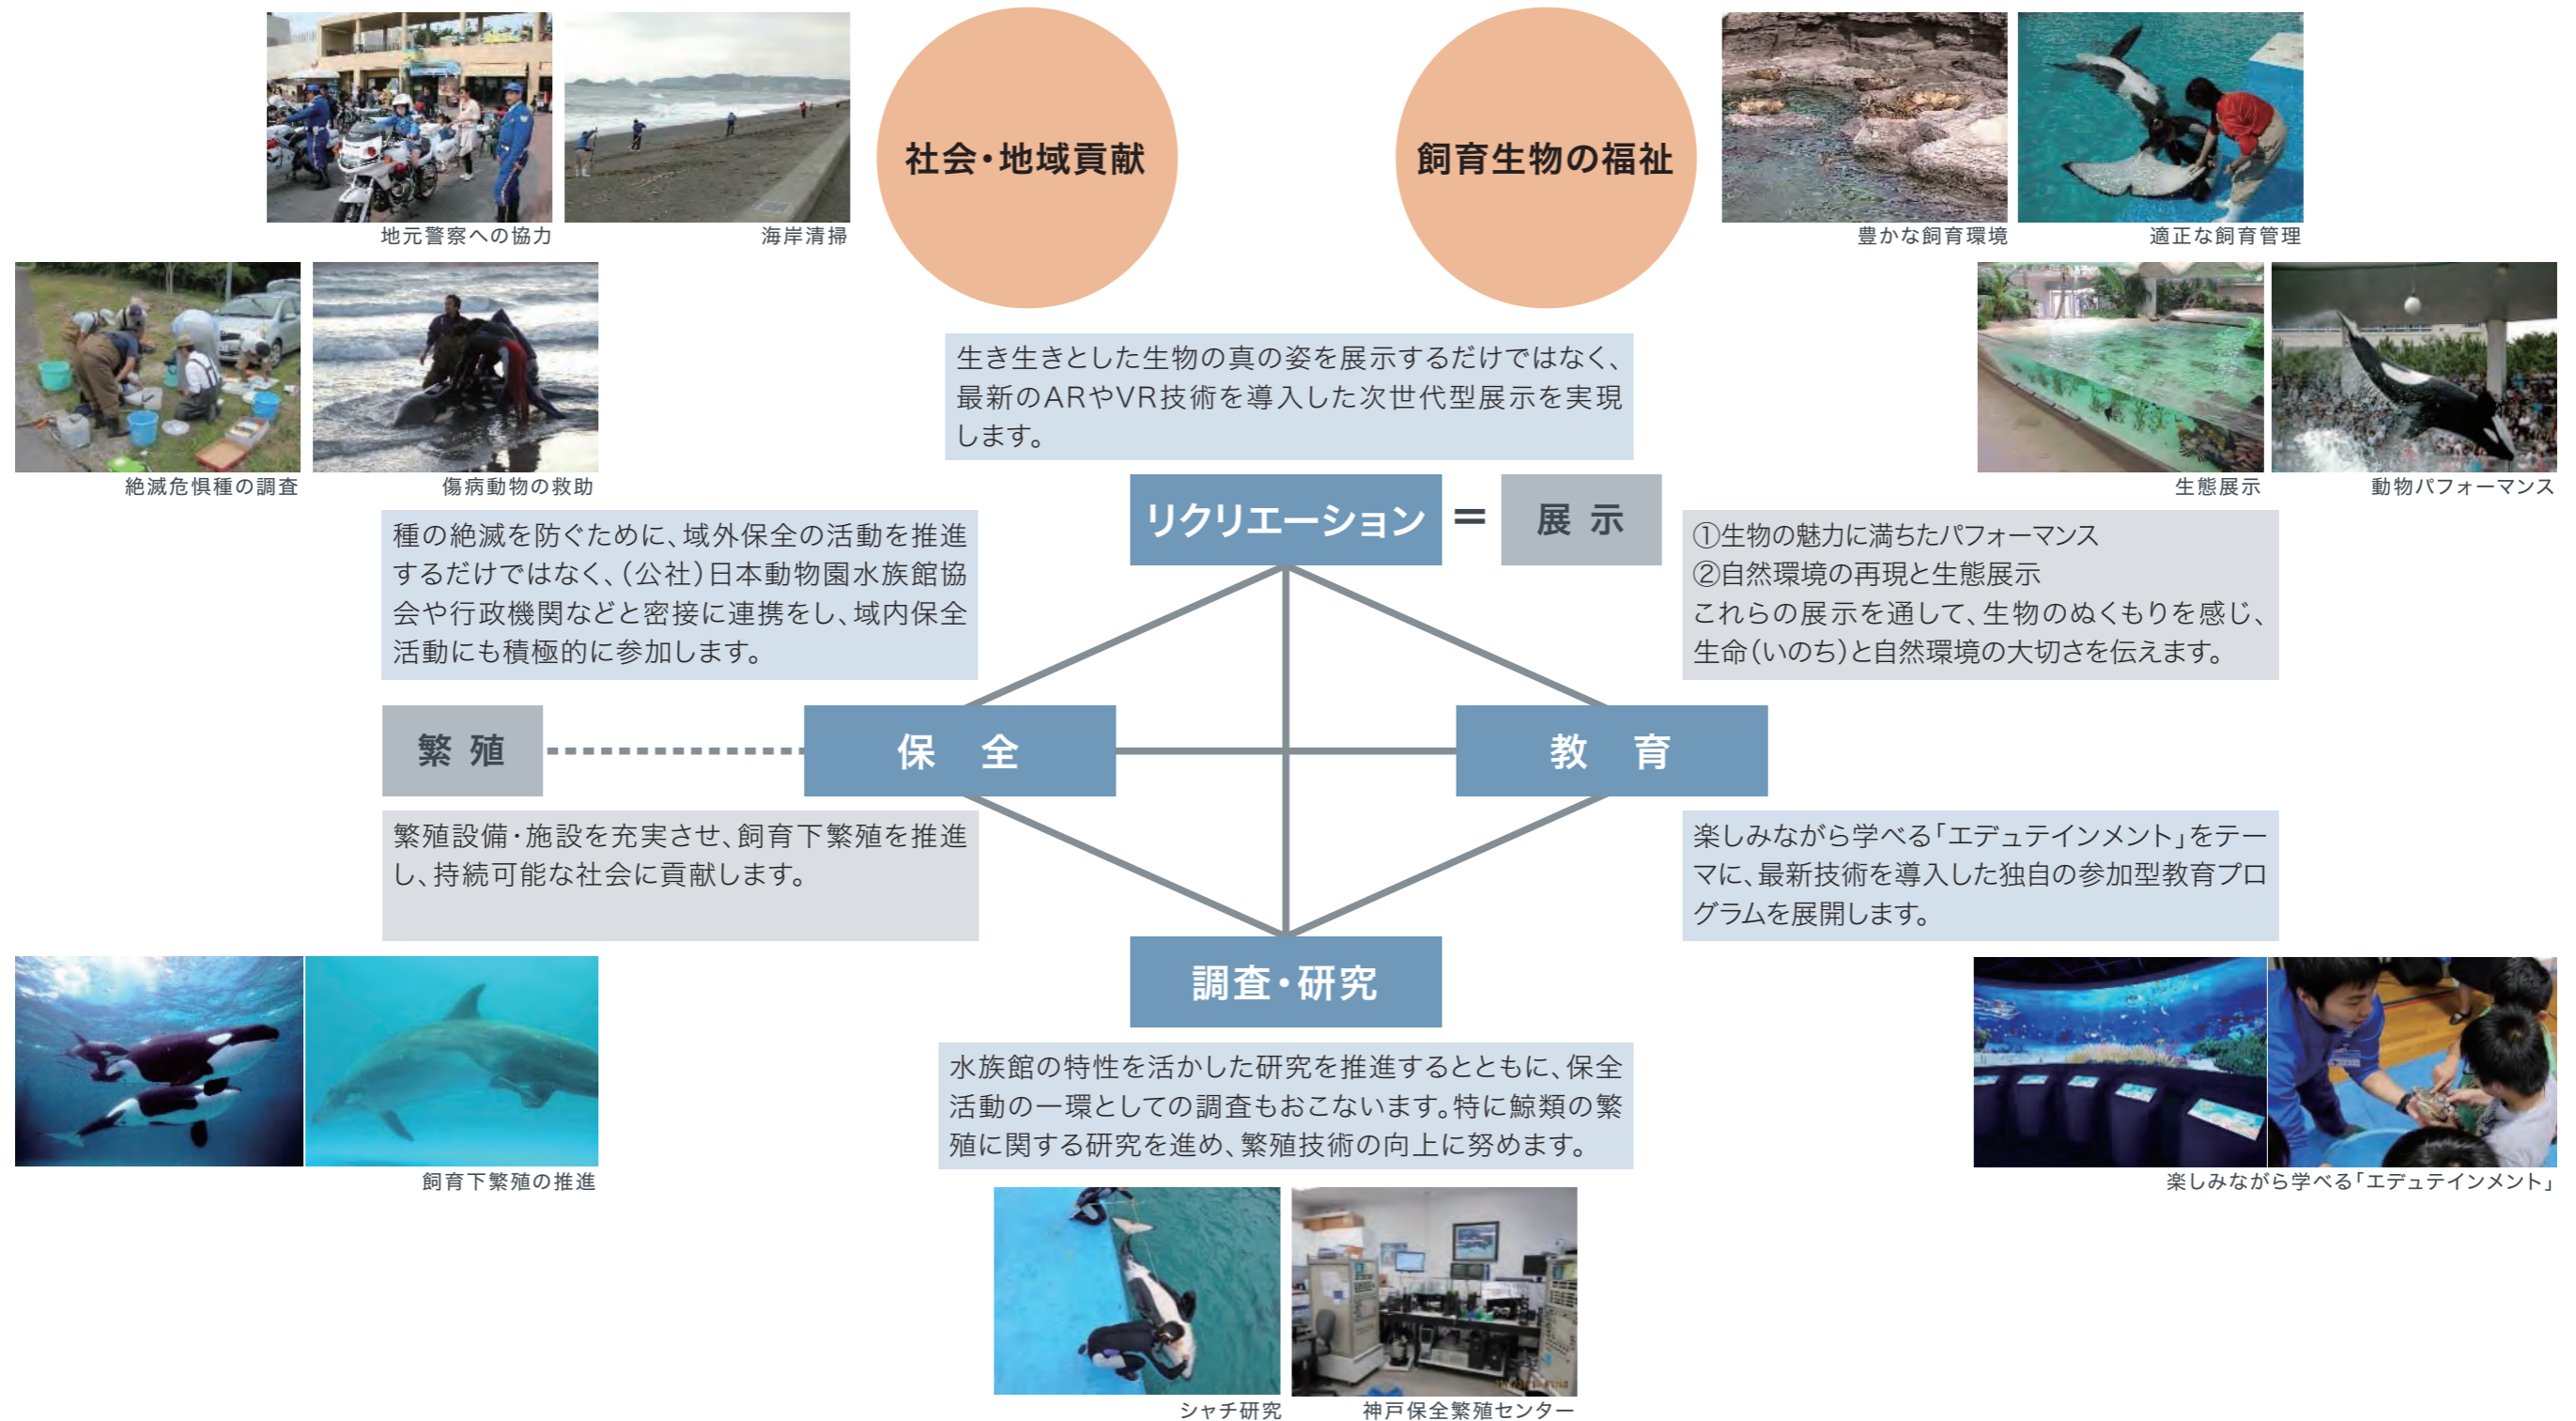 社会・地域貢献
飼育生物の福祉
地元警察への協力
海岸清掃
豊かな飼育環境
適正な飼育管理
絶滅危惧種の調査
傷病動物の救助
生態展示
動物パフォーマンス
生き生きとした生物の真の姿を展示するだけではなく、
最新のARやVR技術を導入した次世代型展示を実現
します。
リクリエーション
=
展 示
種の絶滅を防ぐために、域外保全の活動を推進
するだけではなく、（公社）日本動物園水族館協
会や行政機関などと密接に連携をし、域内保全
活動にも積極的に参加します。
①生物の魅力に満ちたパフォーマンス
②自然環境の再現と生態展示
これらの展示を通して、生物のぬくもりを感じ、
生命（いのち）と自然環境の大切さを伝えます。
繁 殖
保 全
教 育
繁殖設備・施設を充実させ、飼育下繁殖を推進
し、持続可能な社会に貢献します。
楽しみながら学べる「エデュテインメント」をテー
マに、最新技術を導入した独自の参加型教育プロ
グラムを展開します。
調査・研究
水族館の特性を活かした研究を推進するとともに、保全
活動の一環としての調査もおこないます。特に鯨類の繁
殖に関する研究を進め、繁殖技術の向上に努めます。
飼育下繁殖の推進
楽しみながら学べる「エデュテインメント」
シャチ研究
神戸保全繁殖センター